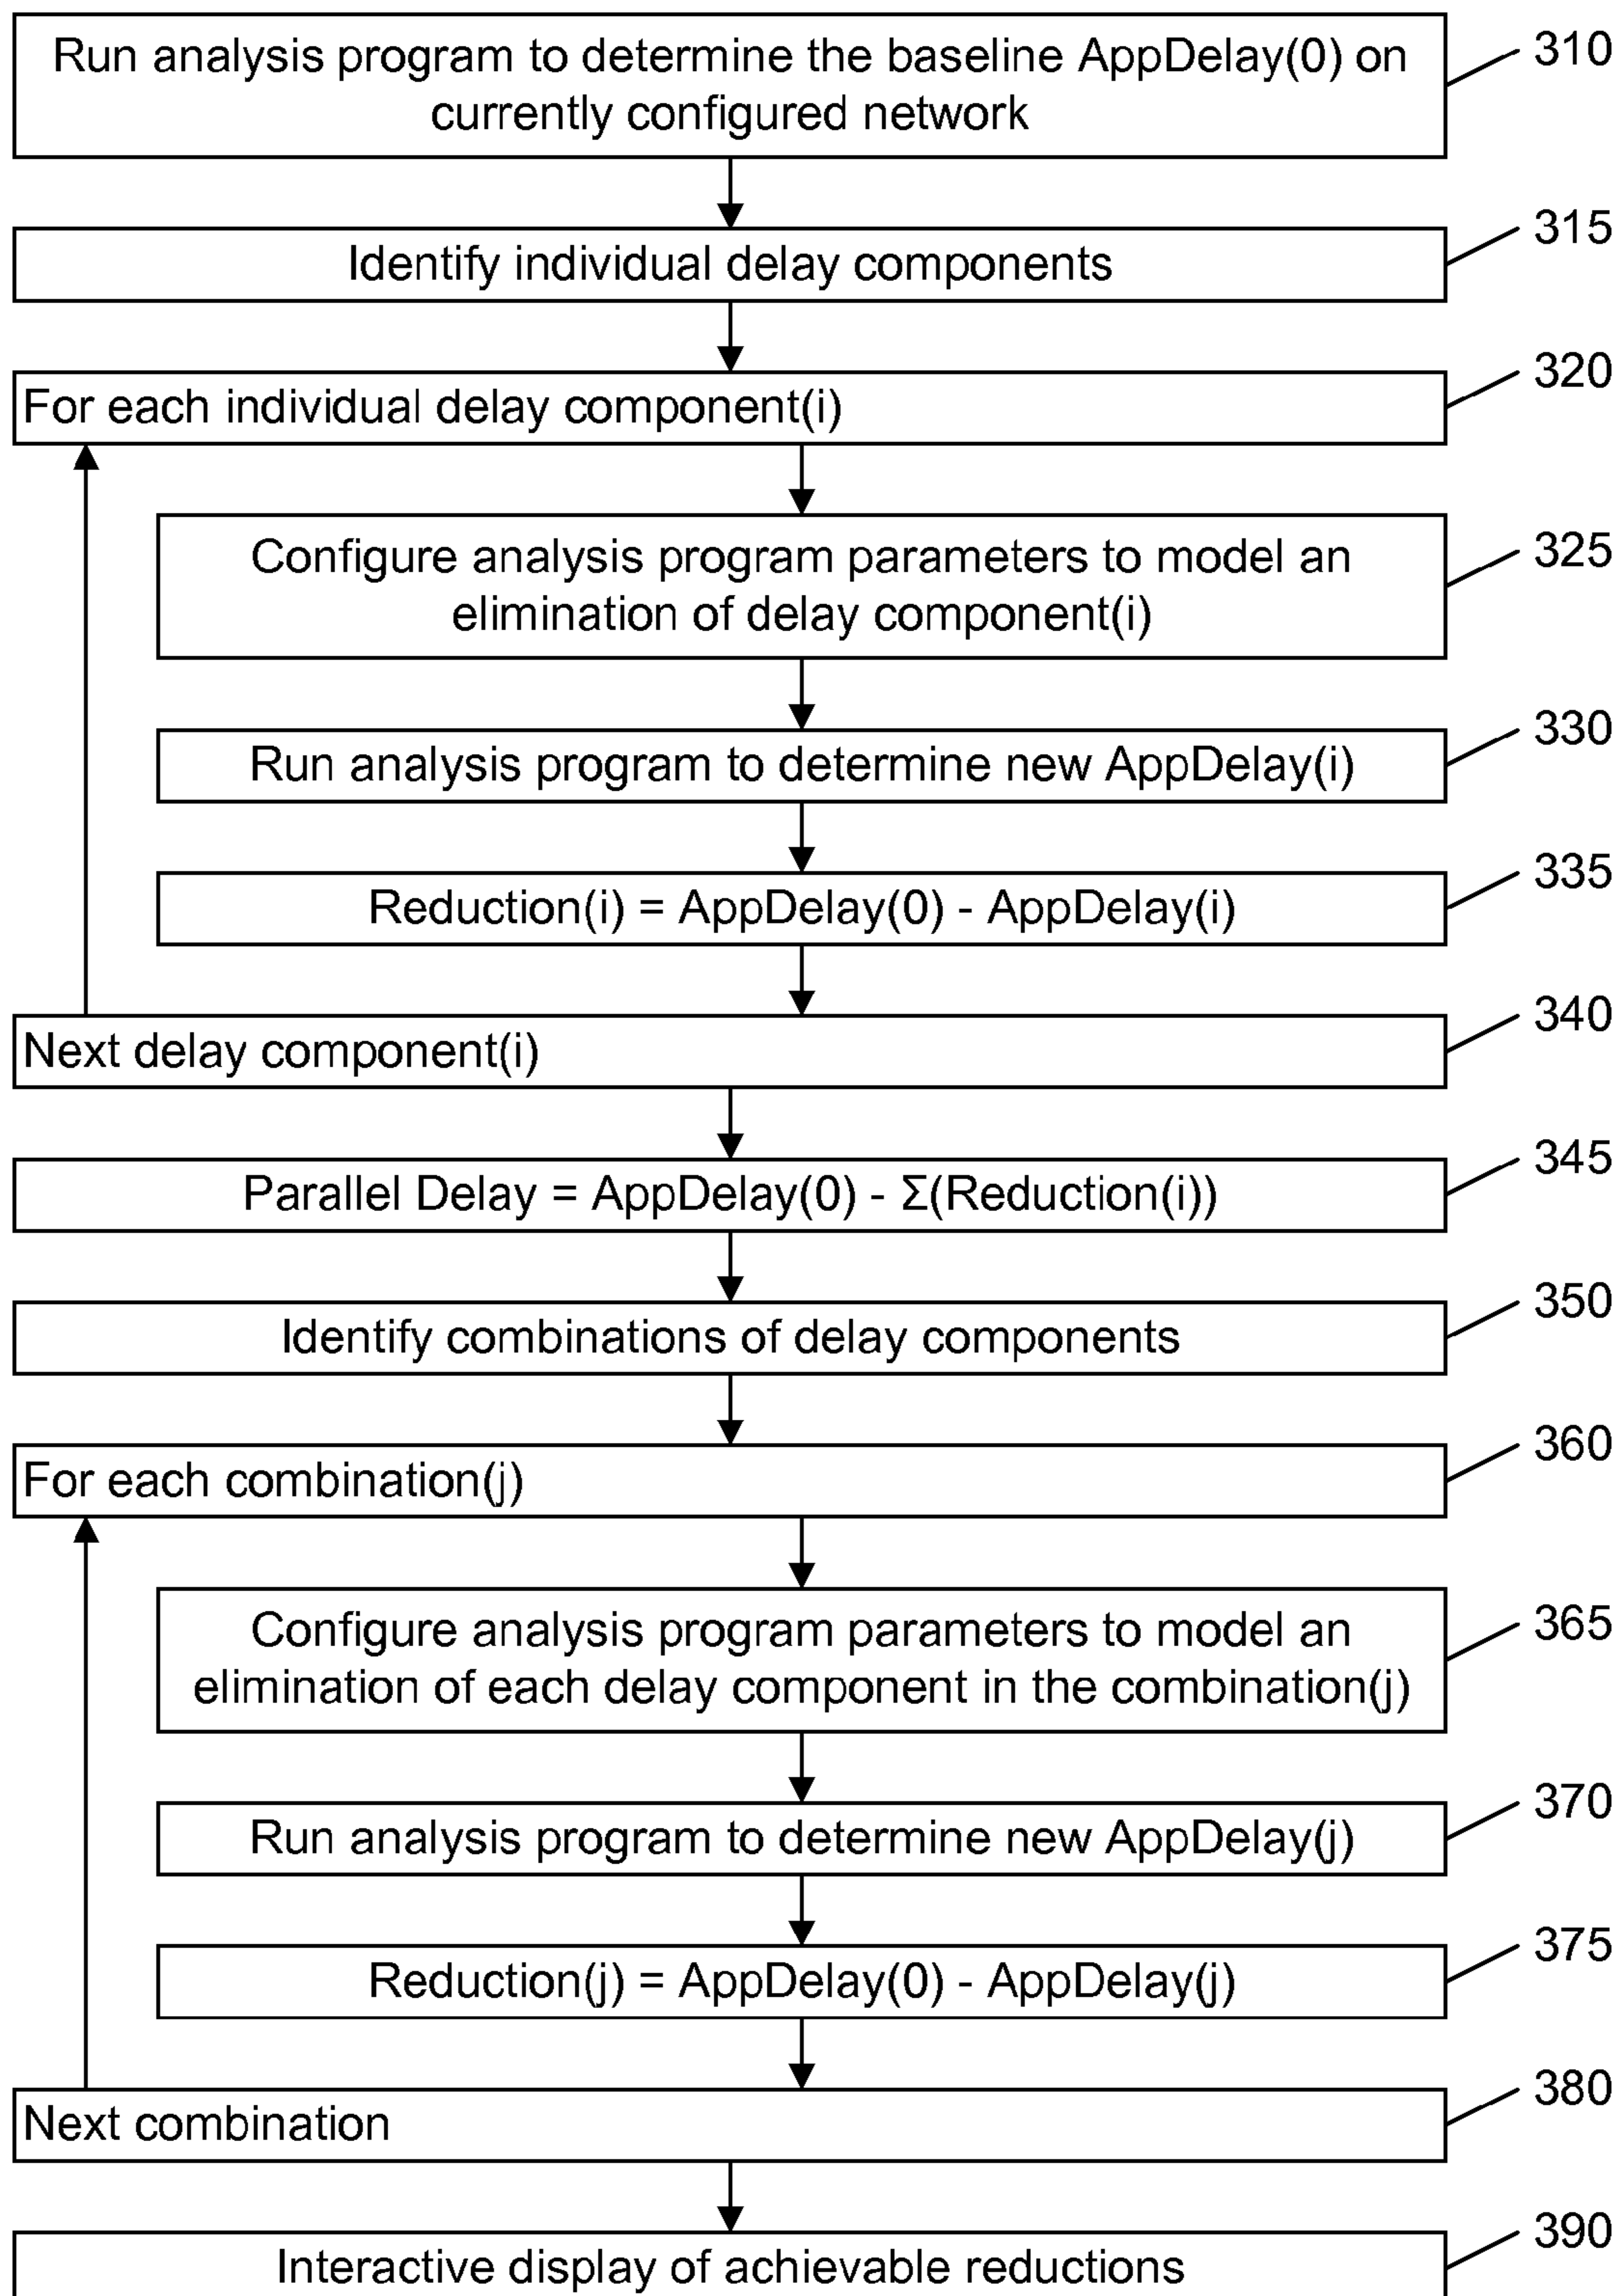 Run analysis program to determine the baseline AppDelay(0) on
currently configured network
310
Identify individual delay components
315
For each individual delay component(i)
320
Configure analysis program parameters to model an
elimination of delay component(i)
325
Run analysis program to determine new AppDelay(i)
330
Reduction(i) = AppDelay(0) - AppDelay(i)
335
Next delay component(i)
340
Parallel Delay = AppDelay(0) - Σ(Reduction(i))
345
Identify combinations of delay components
350
For each combination(j)
360
Configure analysis program parameters to model an
elimination of each delay component in the combination(j)
365
Run analysis program to determine new AppDelay(j)
370
Reduction(j) = AppDelay(0) - AppDelay(j)
375
Next combination
380
Interactive display of achievable reductions
390